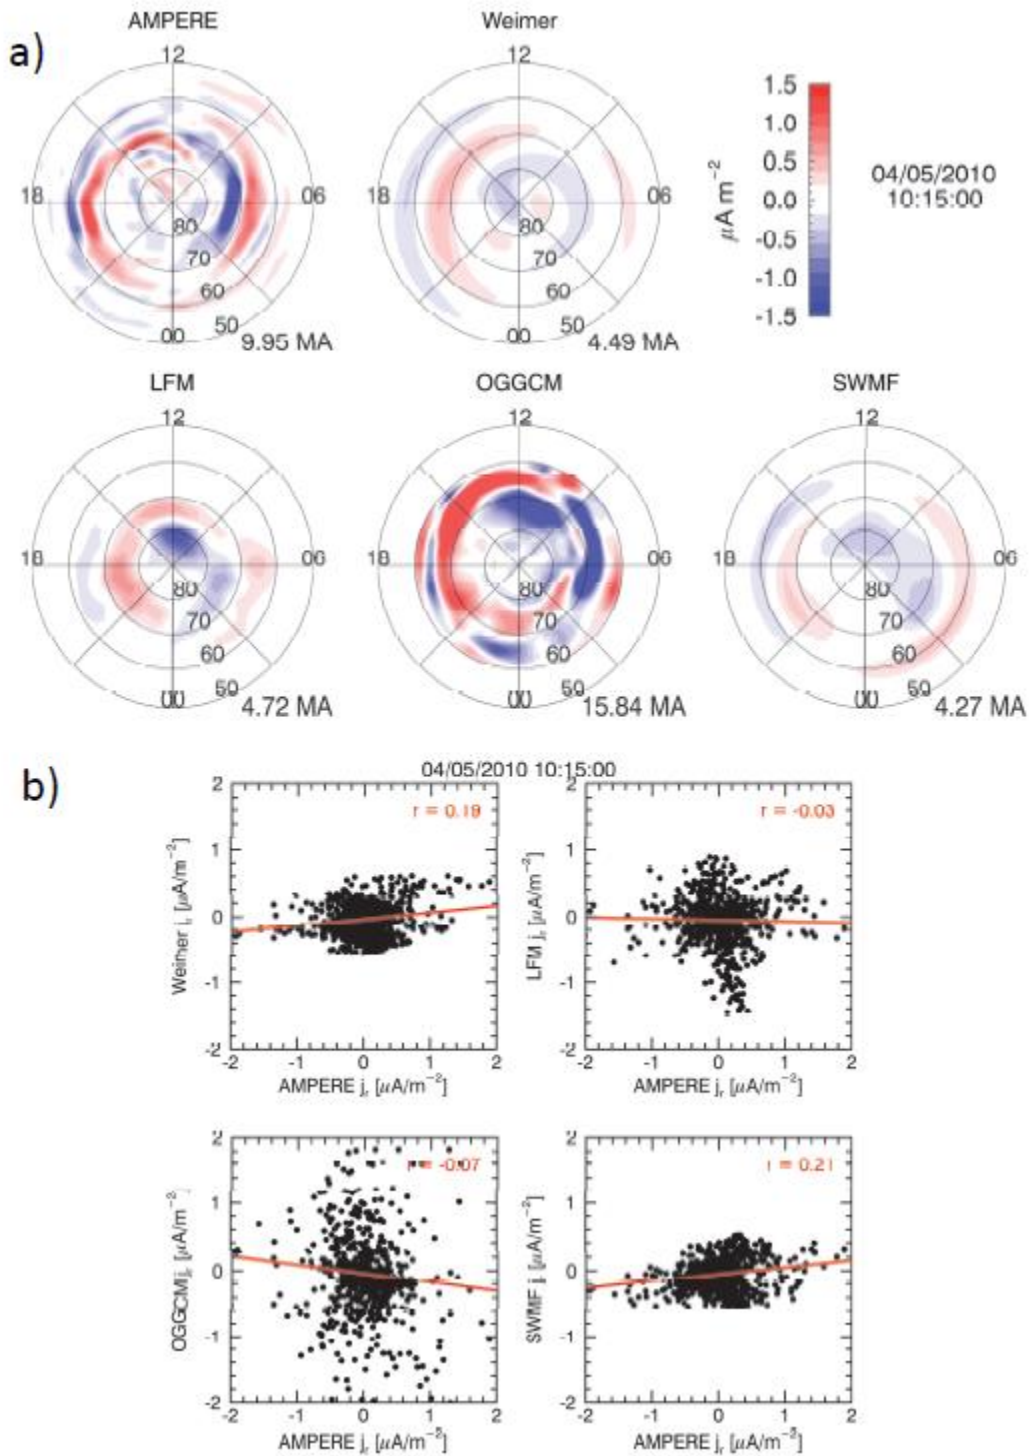 a)
AMPERE
Weimer
12
12
18
06
80
70
60
50
00
9.95 MA
80
70
60
50
00
4.49 MA
18
06
1.5
1.0
0.5
0.0
-0.5
-1.0
-1.5
μA m⁻²
04/05/2010
10:15:00
LFM
OGGCM
SWMF
12
12
12
18
06
18
06
18
06
80
70
60
50
00
4.72 MA
80
70
60
50
00
15.84 MA
80
70
60
50
00
4.27 MA
b)
04/05/2010 10:15:00
r = 0.19
2
1
0
-1
-2
Weimer jᵣ [μA/m⁻²]
-2 -1 0 1 2
AMPERE jᵣ [μA/m⁻²]
r = -0.03
2
1
0
-1
-2
LFM jᵣ [μA/m⁻²]
-2 -1 0 1 2
AMPERE jᵣ [μA/m⁻²]
r = -0.07
2
1
0
-1
-2
OGGCM jᵣ [μA/m⁻²]
-2 -1 0 1 2
AMPERE jᵣ [μA/m⁻²]
r = 0.21
2
1
0
-1
-2
SWMF jᵣ [μA/m⁻²]
-2 -1 0 1 2
AMPERE jᵣ [μA/m⁻²]